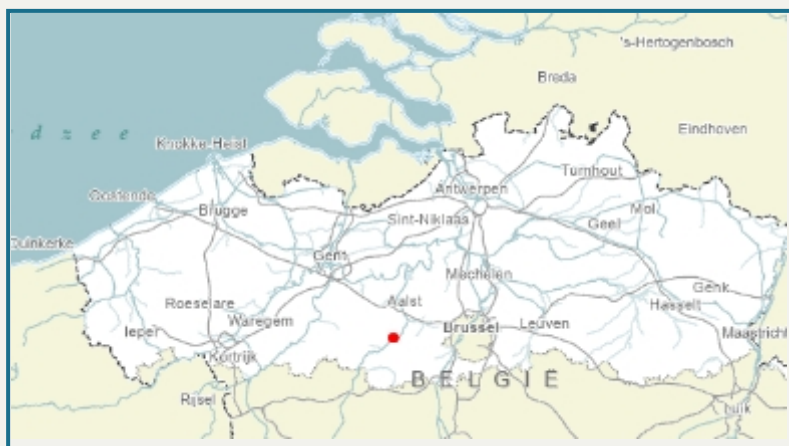 's-Hertogenbosch
Breda
Eindhoven
d z e e
Knokke-Heist
Turnhout
Antwerpen
Oostende
Brugge
Sint-Niklaas
Geel
Mol
Duinkerke
Gent
Mechelen
Genk
Roeselare
Aalst
Hasselt
Ieper
Waregem
Brussel
Leuven
Maastricht
Kortrijk
BELGIË
Rijsel
Luik